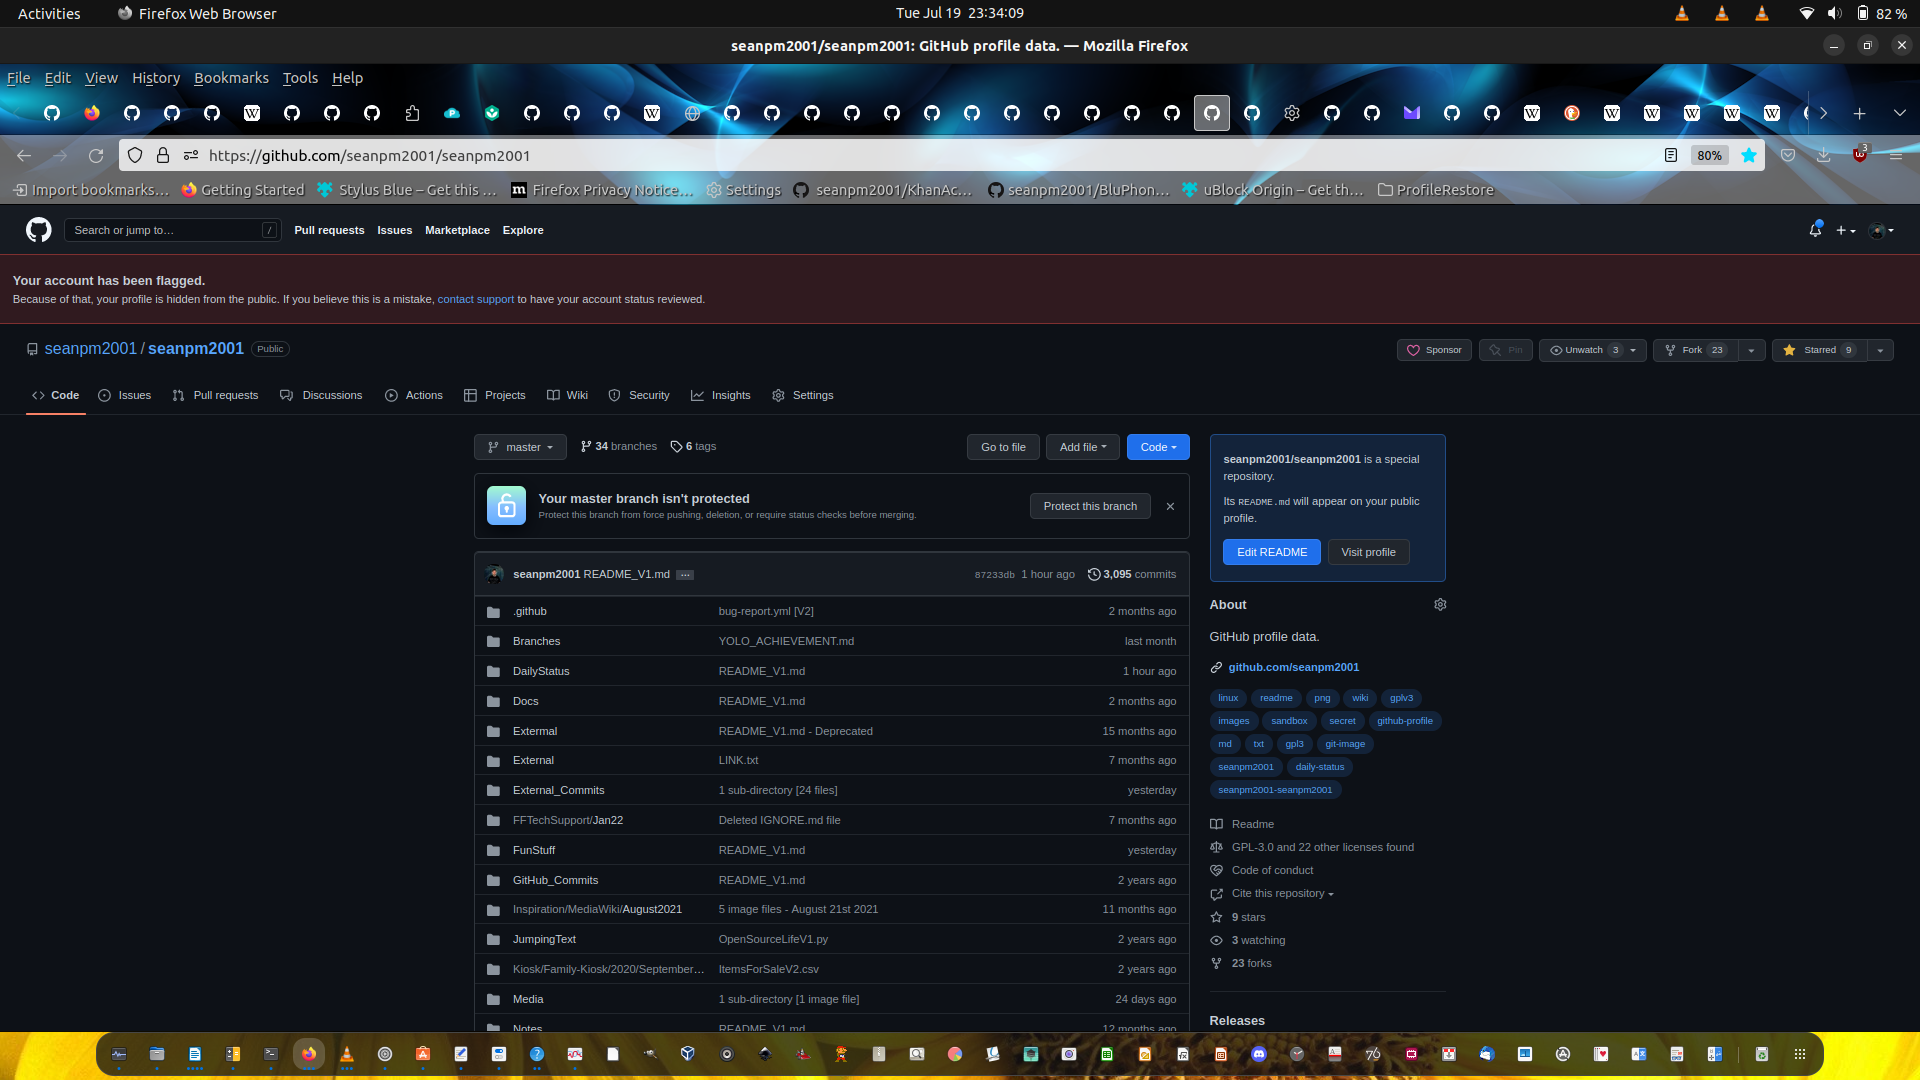 Activities
Firefox Web Browser
Tue Jul 19  23:34:09
82 %
seanpm2001/seanpm2001: GitHub profile data. — Mozilla Firefox
File Edit View History Bookmarks Tools Help
https://github.com/seanpm2001/seanpm2001
80%
3
Import bookmarks…
Getting Started
Stylus Blue – Get this …
Firefox Privacy Notice…
Settings
seanpm2001/KhanAc…
seanpm2001/BluPhon…
uBlock Origin – Get th…
ProfileRestore
Search or jump to…
/
Pull requests
Issues
Marketplace
Explore
Your account has been flagged.
Because of that, your profile is hidden from the public. If you believe this is a mistake, contact support to have your account status reviewed.
seanpm2001 / seanpm2001
Public
Sponsor
Pin
Unwatch 3
Fork 23
Starred 9
Code
Issues
Pull requests
Discussions
Actions
Projects
Wiki
Security
Insights
Settings
master
34 branches
6 tags
Go to file
Add file
Code
Your master branch isn't protected
Protect this branch from force pushing, deletion, or require status checks before merging.
Protect this branch
seanpm2001 README_V1.md …
87233db 1 hour ago
3,095 commits
.github bug-report.yml [V2] 2 months ago
Branches YOLO_ACHIEVEMENT.md last month
DailyStatus README_V1.md 1 hour ago
Docs README_V1.md 2 months ago
Extermal README_V1.md - Deprecated 15 months ago
External LINK.txt 7 months ago
External_Commits 1 sub-directory [24 files] yesterday
FFTechSupport/Jan22 Deleted IGNORE.md file 7 months ago
FunStuff README_V1.md yesterday
GitHub_Commits README_V1.md 2 years ago
Inspiration/MediaWiki/August2021 5 image files - August 21st 2021 11 months ago
JumpingText OpenSourceLifeV1.py 2 years ago
Kiosk/Family-Kiosk/2020/September… ItemsForSaleV2.csv 2 years ago
Media 1 sub-directory [1 image file] 24 days ago
Notes README_V1.md 12 months ago
seanpm2001/seanpm2001 is a special
repository.
Its README.md will appear on your public
profile.
Edit README
Visit profile
About
GitHub profile data.
github.com/seanpm2001
linux readme png wiki gplv3
images sandbox secret github-profile
md txt gpl3 git-image
seanpm2001 daily-status
seanpm2001-seanpm2001
Readme
GPL-3.0 and 22 other licenses found
Code of conduct
Cite this repository
9 stars
3 watching
23 forks
Releases